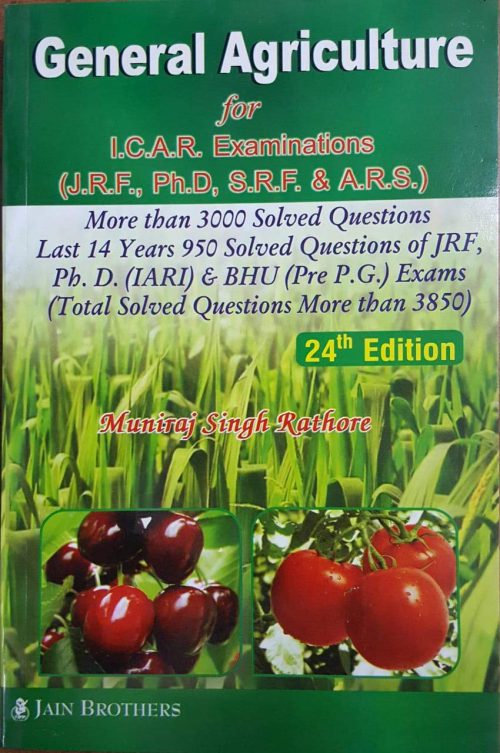 General Agriculture
for
I.C.A.R. Examinations
(J.R.F., Ph.D, S.R.F. & A.R.S.)
More than 3000 Solved Questions
Last 14 Years 950 Solved Questions of JRF,
Ph. D. (IARI) & BHU (Pre P.G.) Exams
(Total Solved Questions More than 3850)
24th Edition
Muniraj Singh Rathore
JAIN BROTHERS